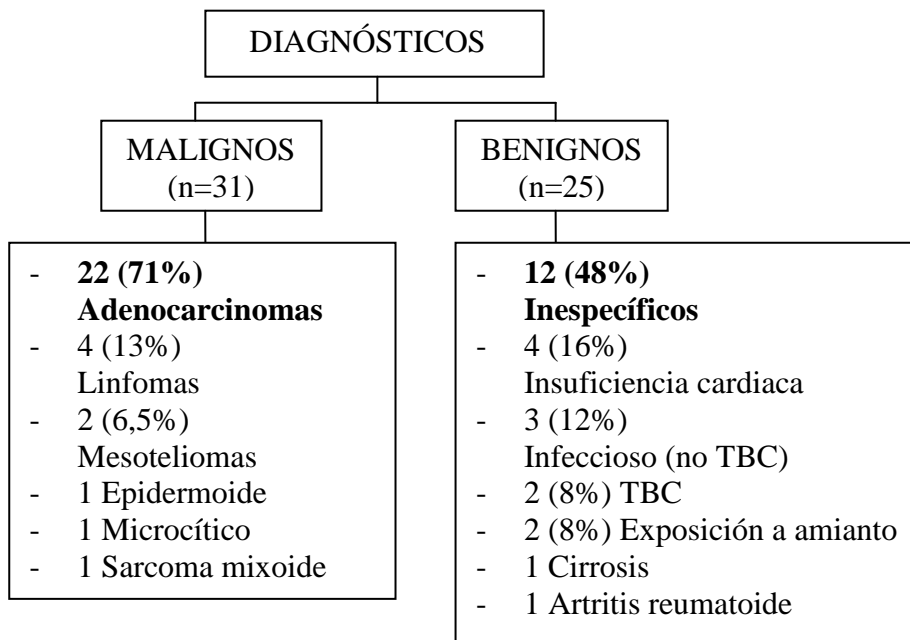 DIAGNÓSTICOS
MALIGNOS
(n=31)
BENIGNOS
(n=25)
- 22 (71%)
Adenocarcinomas
- 4 (13%)
Linfomas
- 2 (6,5%)
Mesoteliomas
- 1 Epidermoide
- 1 Microcítico
- 1 Sarcoma mixoide
- 12 (48%)
Inespecíficos
- 4 (16%)
Insuficiencia cardiaca
- 3 (12%)
Infeccioso (no TBC)
- 2 (8%) TBC
- 2 (8%) Exposición a amianto
- 1 Cirrosis
- 1 Artritis reumatoide